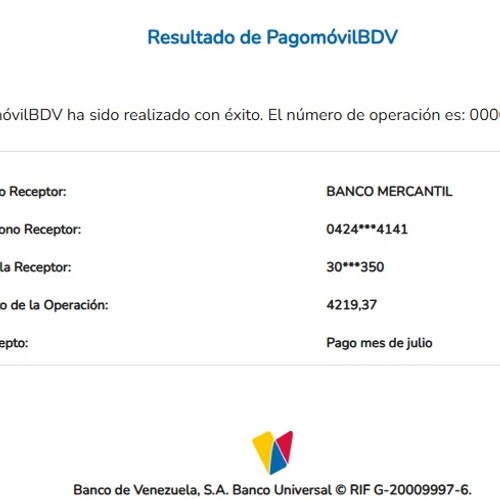 Resultado de PagomóvilBDV
móvilBDV ha sido realizado con éxito. El número de operación es: 000
o Receptor: BANCO MERCANTIL
ono Receptor: 0424***4141
la Receptor: 30***350
o de la Operación: 4219,37
epto: Pago mes de julio
Banco de Venezuela, S.A. Banco Universal © RIF G-20009997-6.